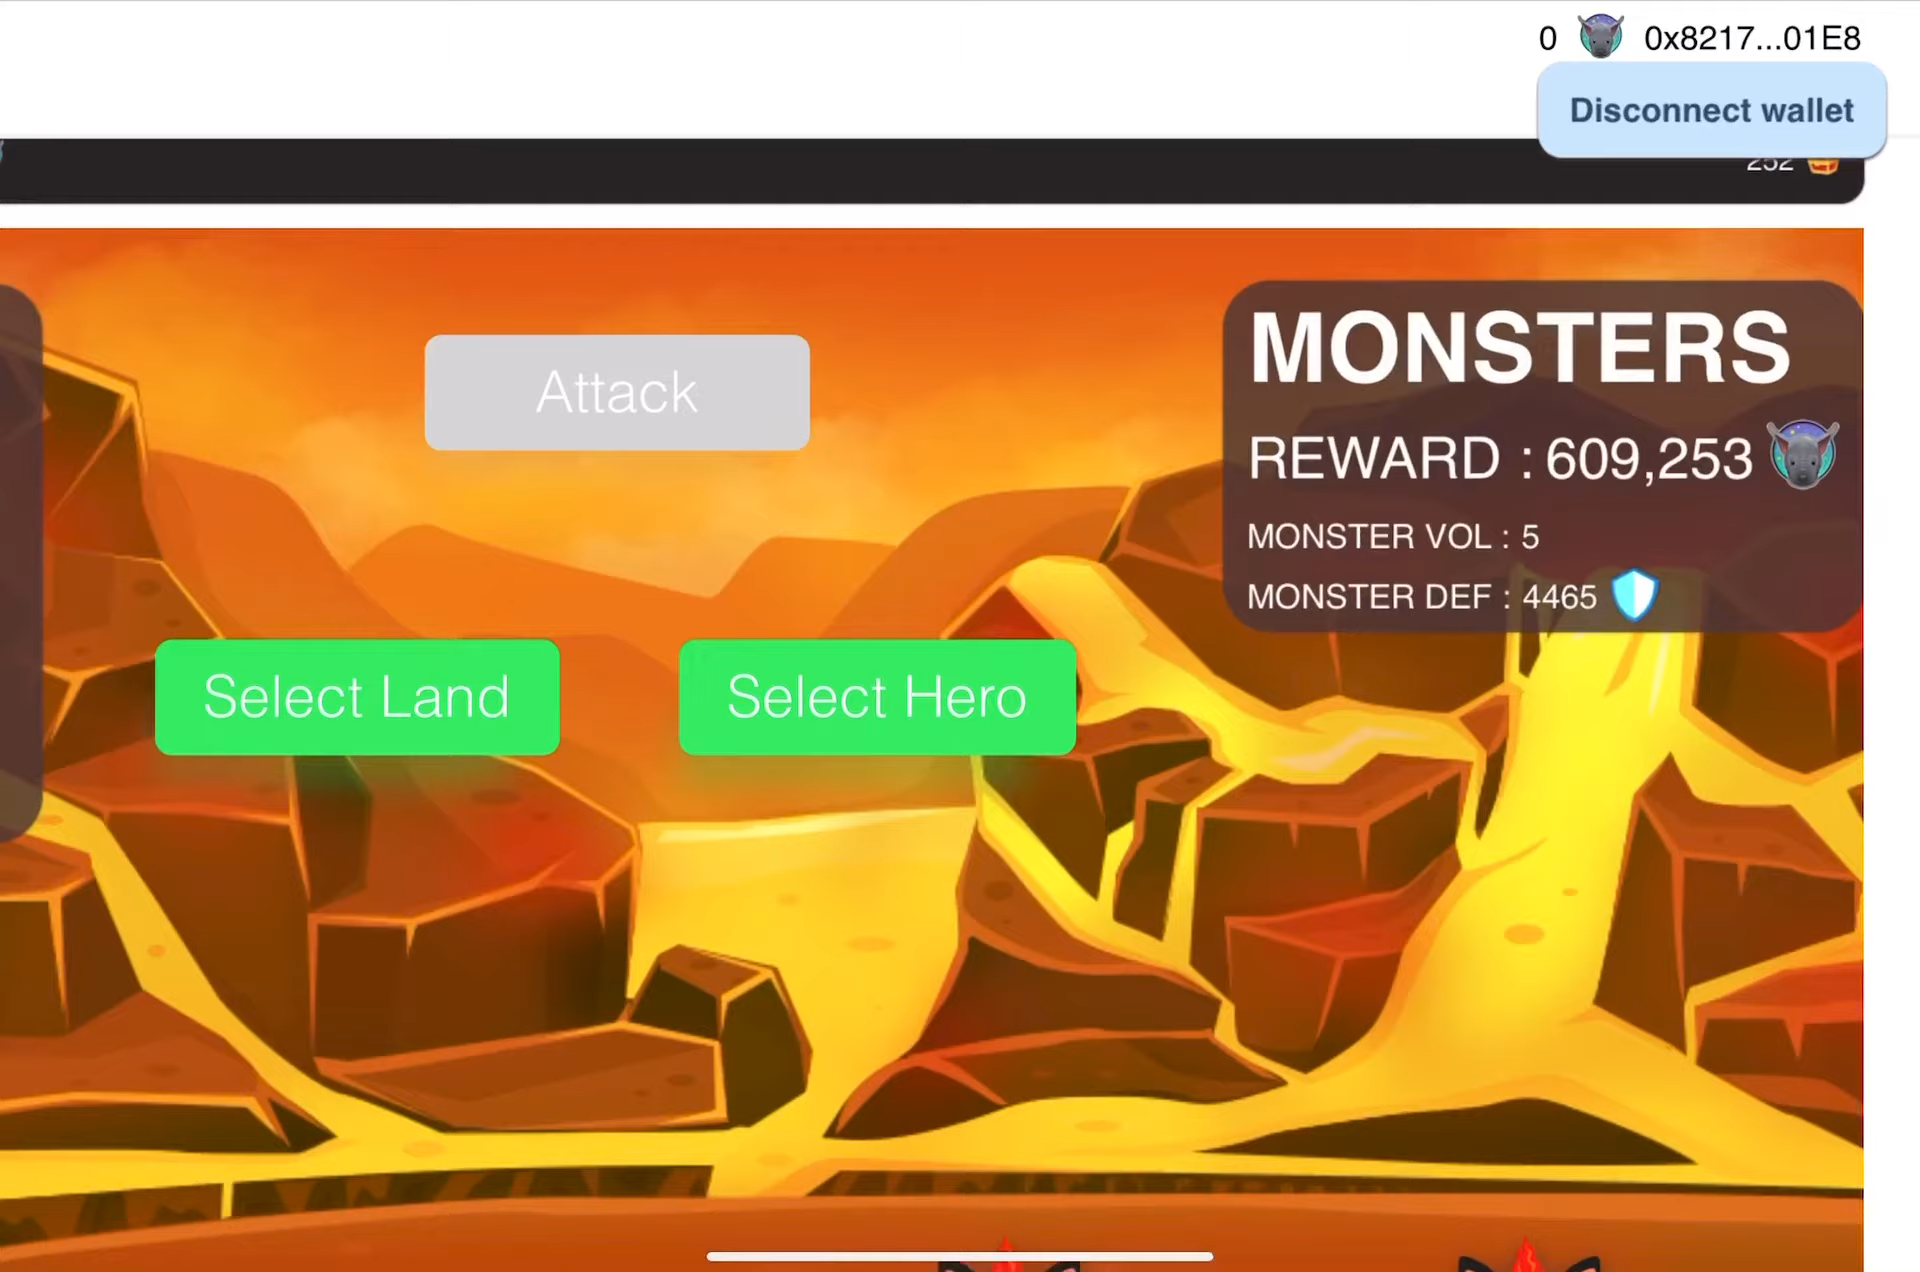 0 0x8217...01E8
Disconnect wallet
252
MONSTERS
Attack
REWARD : 609,253
MONSTER VOL : 5
MONSTER DEF : 4465
Select Land
Select Hero